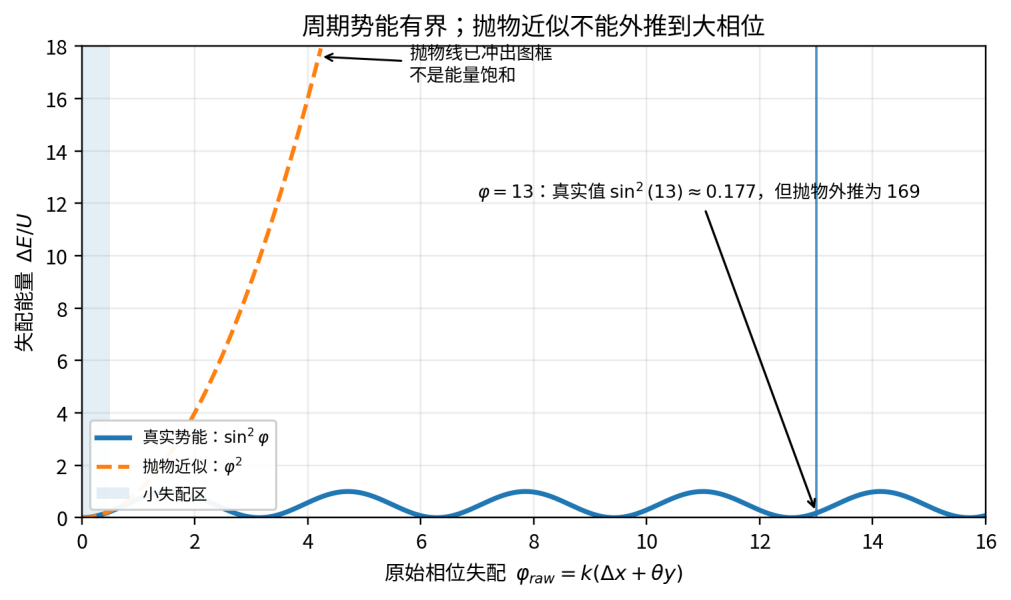 周期势能有界；抛物近似不能外推到大相位
抛物线已冲出图框
不是能量饱和
φ = 13：真实值 sin² (13) ≈ 0.177，但抛物外推为 169
失配能量 ΔE/U
18
16
14
12
10
8
6
4
2
0
真实势能：sin² φ
抛物近似：φ²
小失配区
0 2 4 6 8 10 12 14 16
原始相位失配 φ_raw = k(Δx + θy)